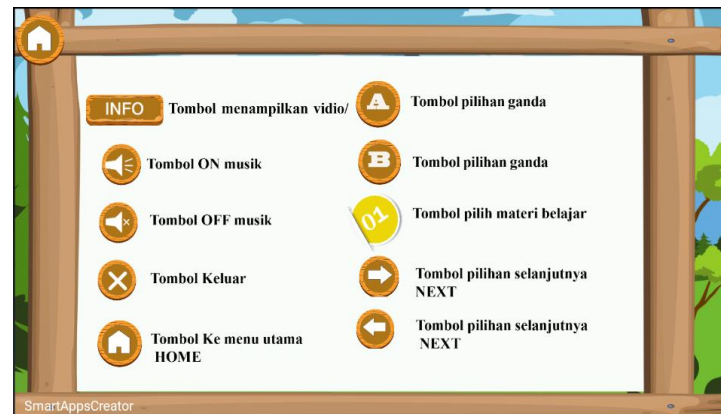 INFO Tombol menampilkan vidio/
Tombol ON musik
Tombol OFF musik
Tombol Keluar
Tombol Ke menu utama
HOME
A Tombol pilihan ganda
B Tombol pilihan ganda
01 Tombol pilih materi belajar
Tombol pilihan selanjutnya
NEXT
Tombol pilihan selanjutnya
NEXT
SmartAppsCreator